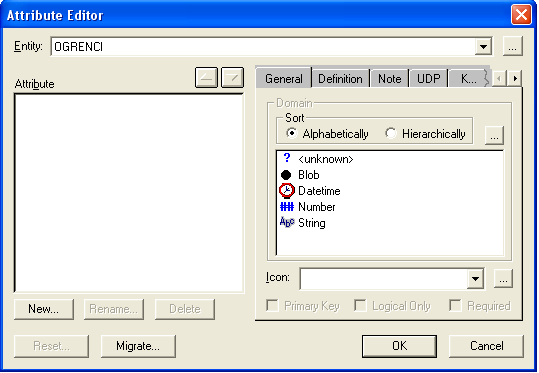 Attribute Editor
Entity: OGRENCI ...
Attribute
General Definition Note UDP K...
Domain
Sort
Alphabetically Hierarchically ...
? <unknown>
Blob
Datetime
Number
Abc String
Icon: ...
New... Rename... Delete
Primary Key Logical Only Required
Reset... Migrate... OK Cancel